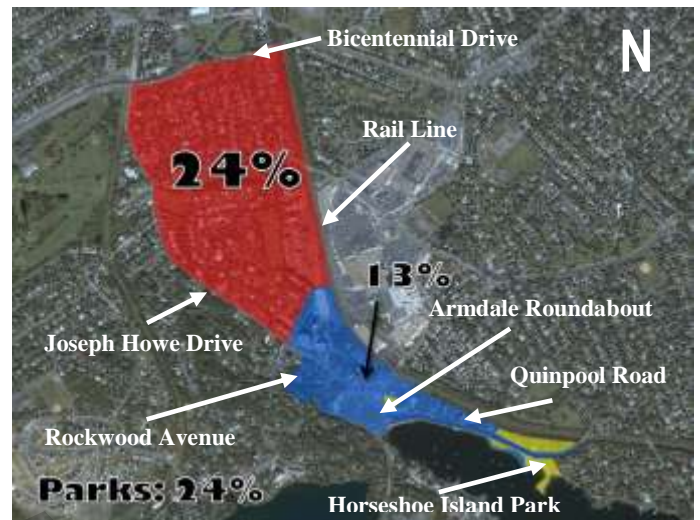 Bicentennial Drive
N
Rail Line
24%
13%
Armdale Roundabout
Joseph Howe Drive
Quinpool Road
Rockwood Avenue
Parks: 24%
Horseshoe Island Park